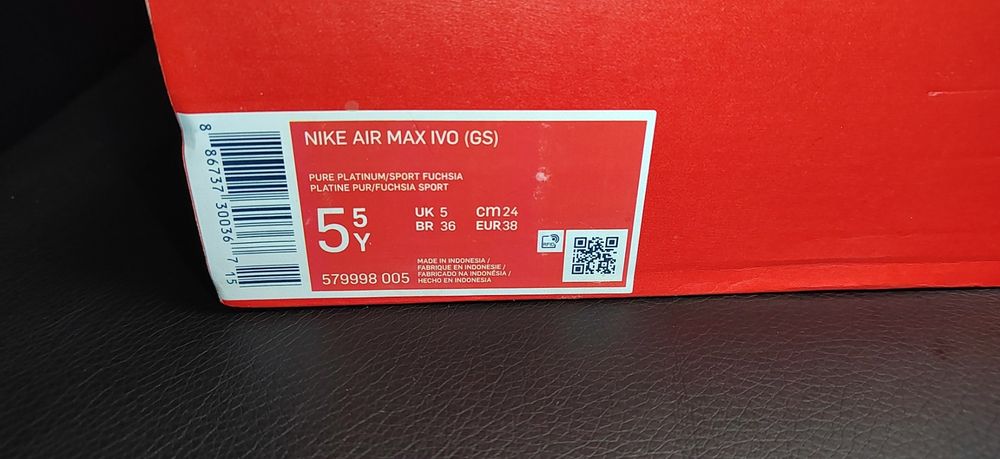 8 86737 30036 7 15
NIKE AIR MAX IVO (GS)
PURE PLATINUM/SPORT FUCHSIA
PLATINE PUR/FUCHSIA SPORT
5 5 Y
UK 5 cm 24
BR 36 EUR 38
RFID
579998 005
MADE IN INDONESIA /
FABRIQUE EN INDONESIE /
FABRICADO NA INDONÉSIA /
HECHO EN INDONESIA